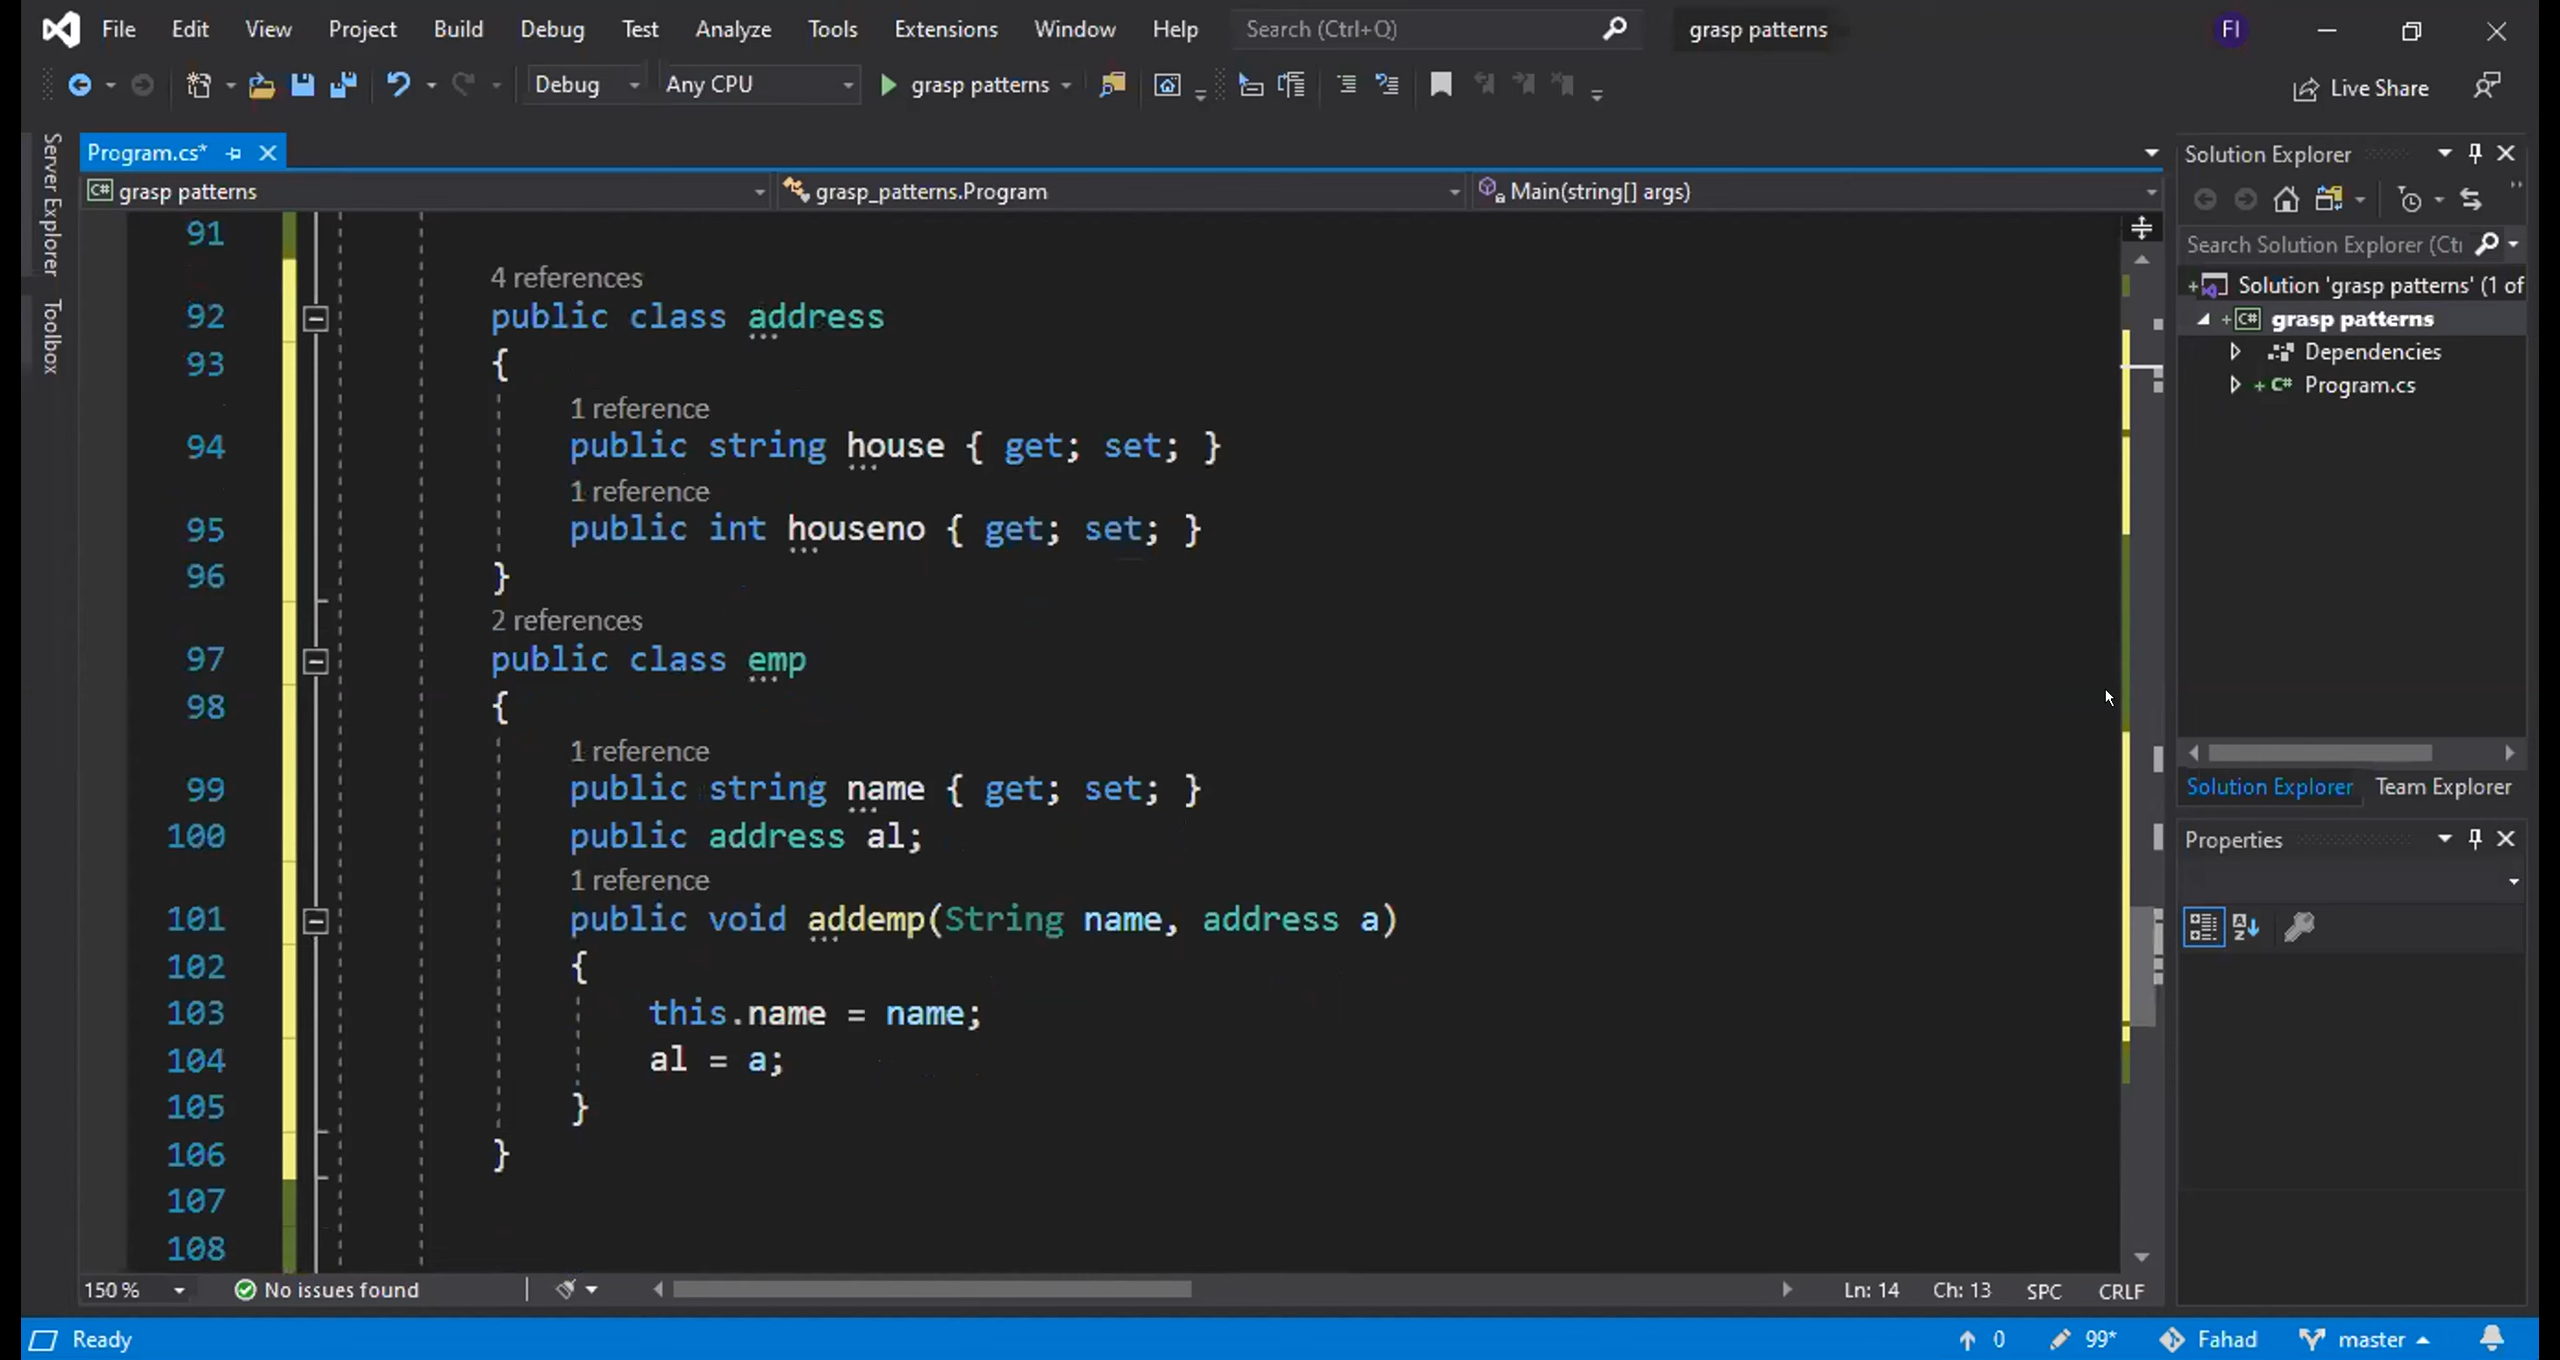 File Edit View Project Build Debug Test Analyze Tools Extensions Window Help Search (Ctrl+Q) grasp patterns FI
Debug Any CPU grasp patterns Live Share
Server Explorer
Toolbox
Program.cs*
grasp patterns grasp_patterns.Program Main(string[] args)
91
4 references
92 public class address
93 {
1 reference
94 public string house { get; set; }
1 reference
95 public int houseno { get; set; }
96 }
2 references
97 public class emp
98 {
1 reference
99 public string name { get; set; }
100 public address al;
1 reference
101 public void addemp(String name, address a)
102 {
103 this.name = name;
104 al = a;
105 }
106 }
107
108
150 % No issues found Ln: 14 Ch: 13 SPC CRLF
Solution Explorer
Search Solution Explorer (Ctr
Solution 'grasp patterns' (1 of
grasp patterns
Dependencies
C# Program.cs
Solution Explorer Team Explorer
Properties
Ready 0 99* Fahad master